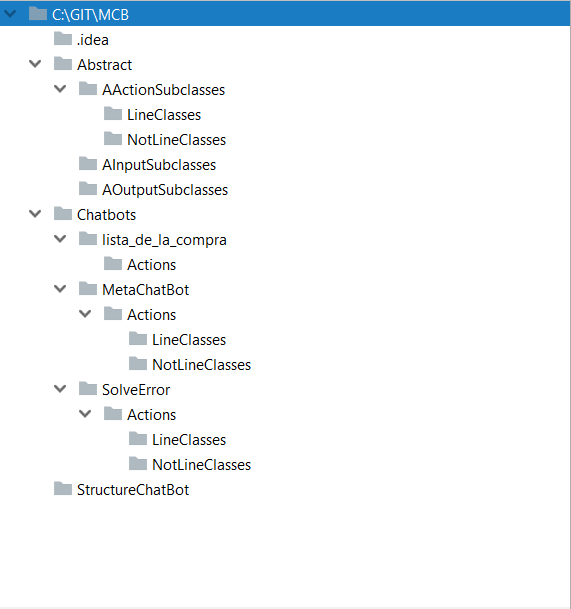 C:\GIT\MCB
.idea
Abstract
AActionSubclasses
LineClasses
NotLineClasses
AInputSubclasses
AOutputSubclasses
Chatbots
lista_de_la_compra
Actions
MetaChatBot
Actions
LineClasses
NotLineClasses
SolveError
Actions
LineClasses
NotLineClasses
StructureChatBot